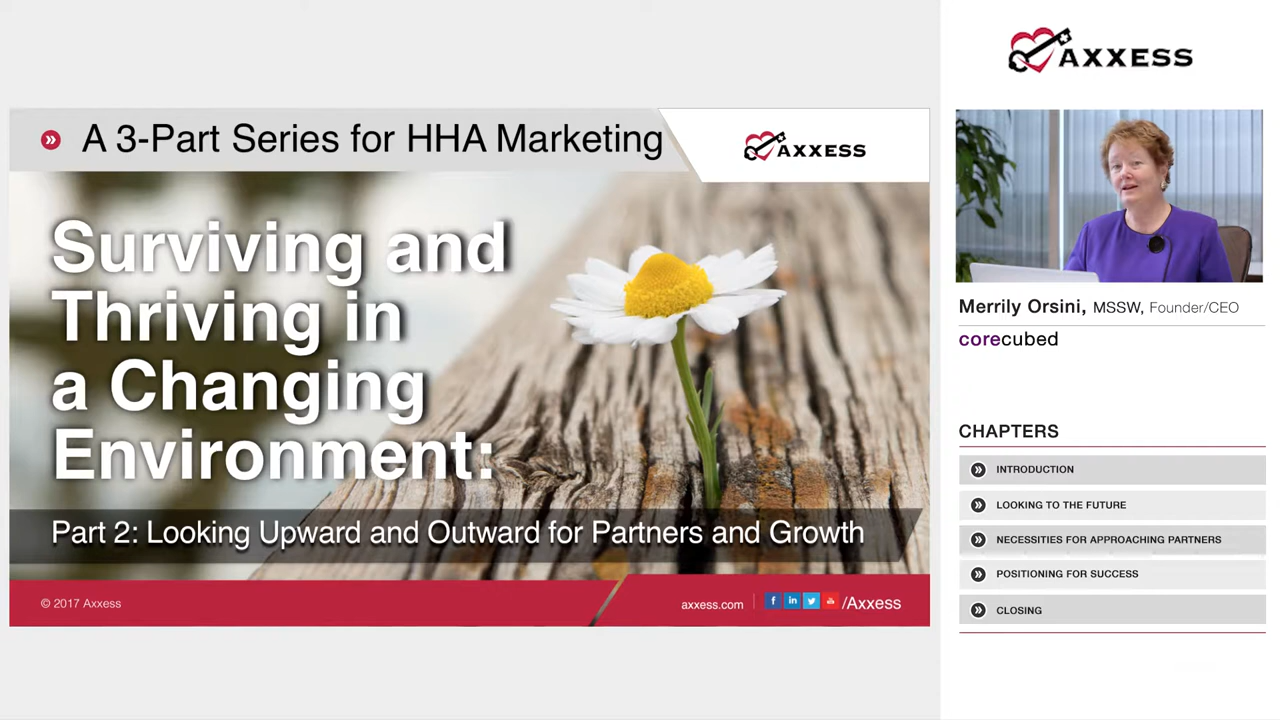 A 3-Part Series for HHA Marketing
AXXESS
Surviving and
Thriving in
a Changing
Environment:
Part 2: Looking Upward and Outward for Partners and Growth
© 2017 Axxess
axxess.com
/Axxess
AXXESS
Merrily Orsini, MSSW, Founder/CEO
corecubed
CHAPTERS
INTRODUCTION
LOOKING TO THE FUTURE
NECESSITIES FOR APPROACHING PARTNERS
POSITIONING FOR SUCCESS
CLOSING